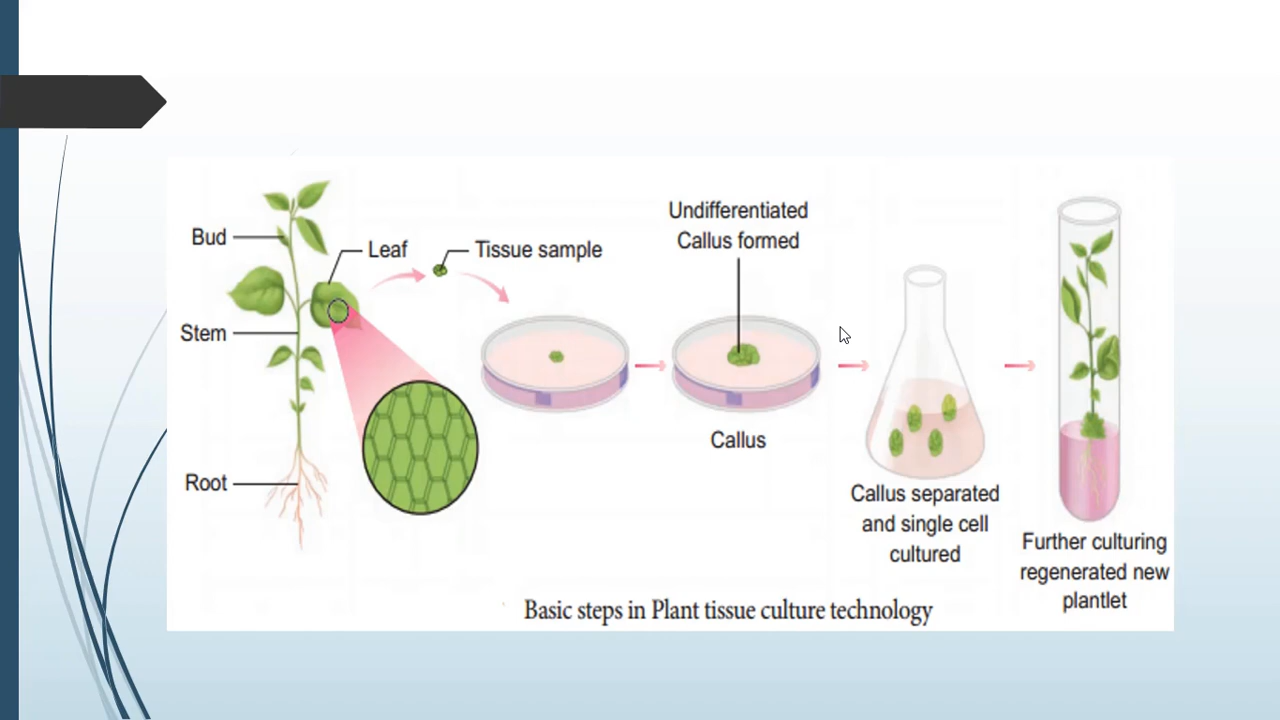 Undifferentiated
Callus formed
Bud
Leaf
Tissue sample
Stem
Callus
Root
Callus separated
and single cell
cultured
Further culturing
regenerated new
plantlet
Basic steps in Plant tissue culture technology